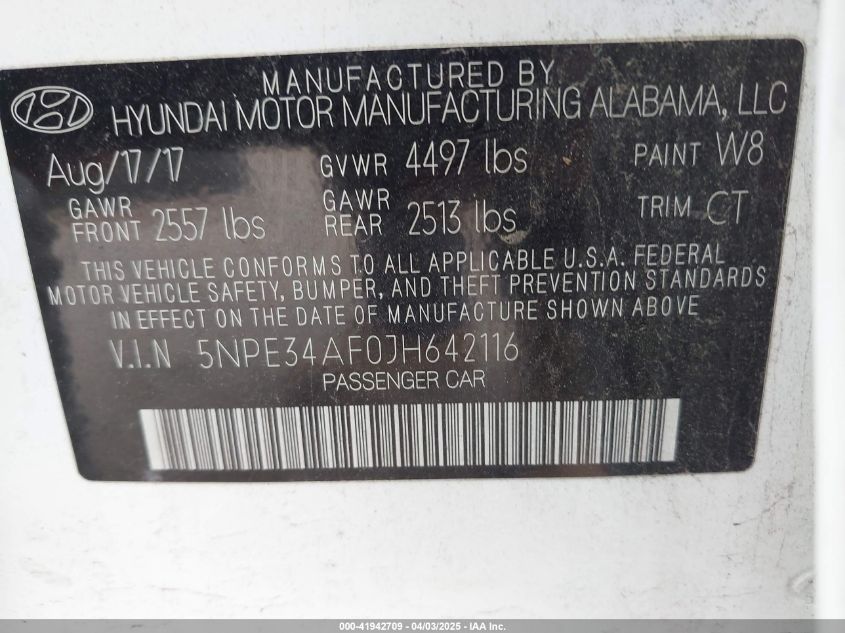 MANUFACTURED BY
HYUNDAI MOTOR MANUFACTURING ALABAMA, LLC
Aug/17/17 GVWR 4497 lbs PAINT W8
GAWR FRONT 2557 lbs GAWR REAR 2513 lbs TRIM CT
THIS VEHICLE CONFORMS TO ALL APPLICABLE U.S.A. FEDERAL
MOTOR VEHICLE SAFETY, BUMPER, AND THEFT PREVENTION STANDARDS
IN EFFECT ON THE DATE OF MANUFACTURE SHOWN ABOVE
V.I.N 5NPE34AF0JH642116
PASSENGER CAR
000-41942709 - 04/03/2025 - IAA Inc.